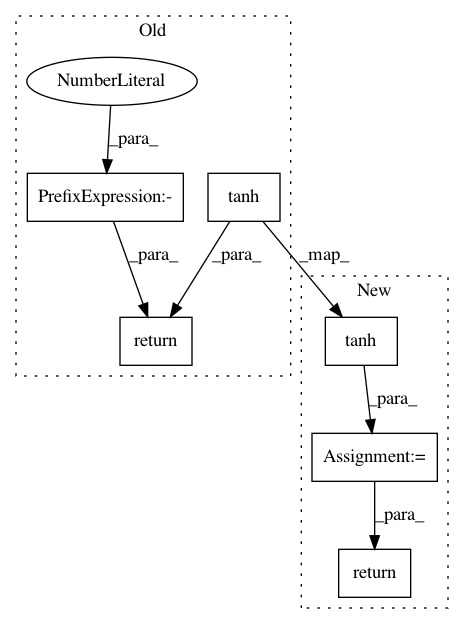 Old
NumberLiteral
_para_
PrefixExpression:-
tanh
_para_
_para_
_map_
return
New
tanh
_para_
Assignment:=
_para_
return